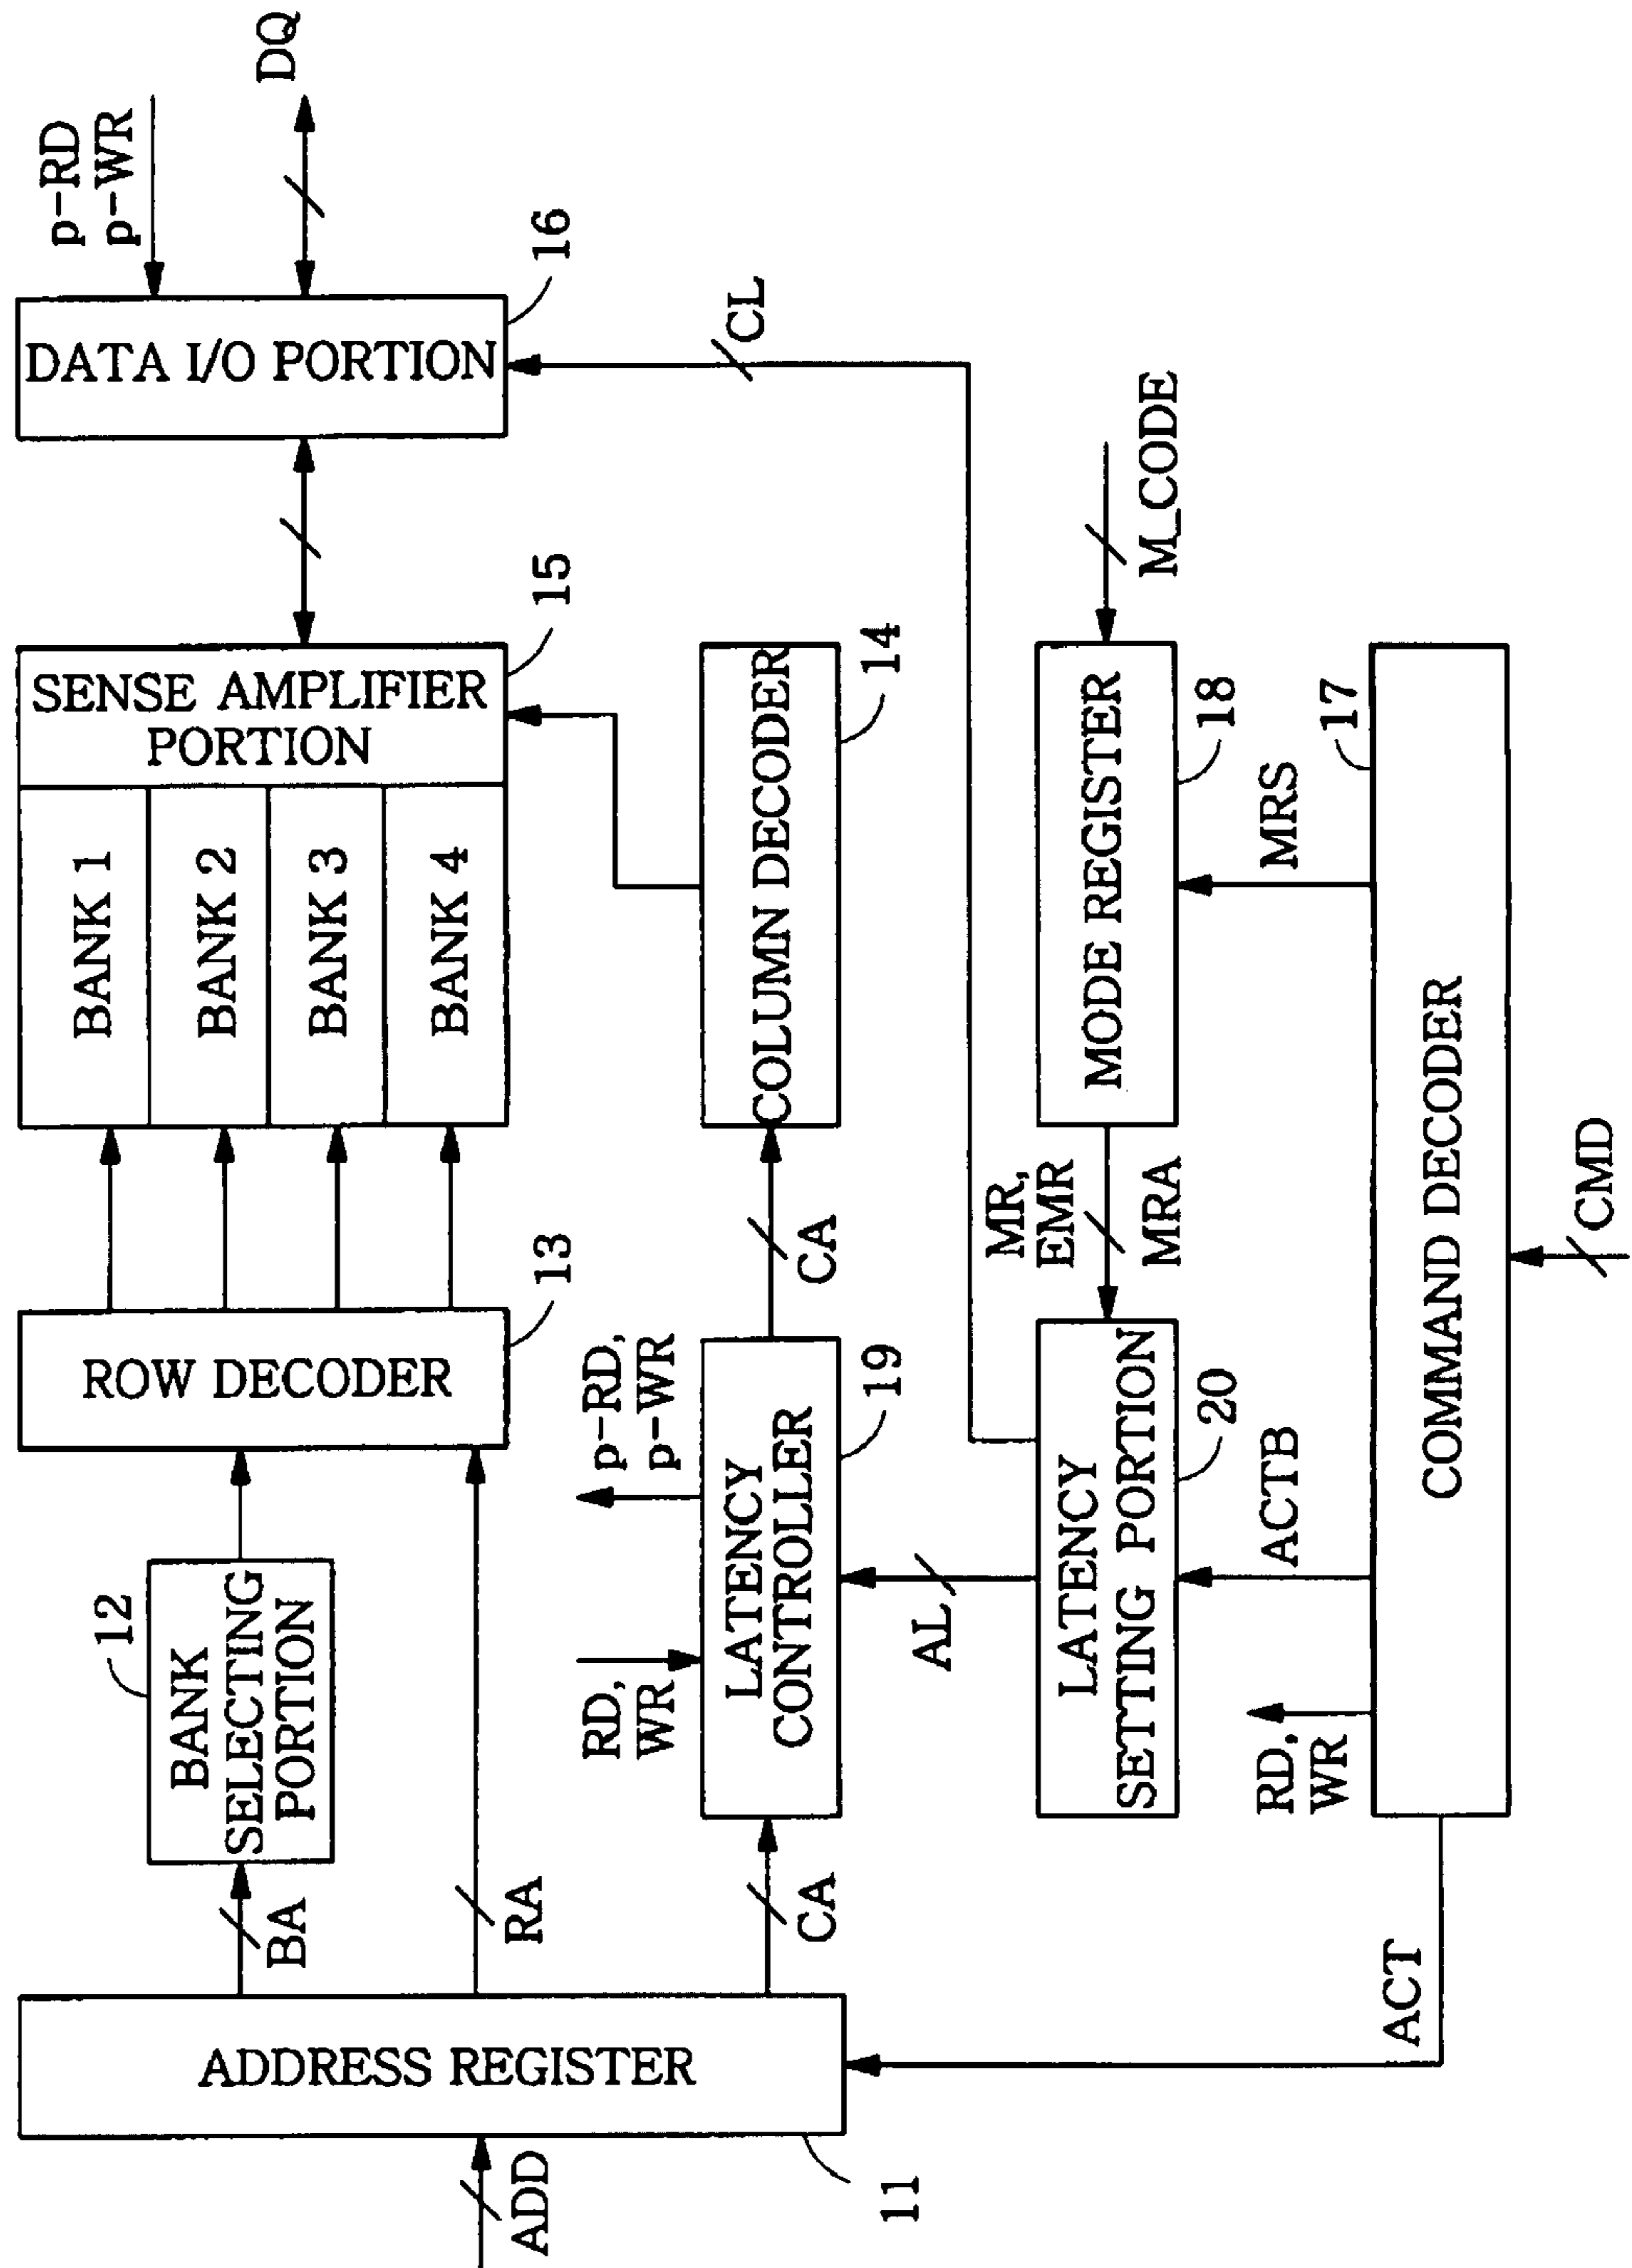 p-RD
p-WR
DQ
DATA I/O PORTION
16
CL
SENSE AMPLIFIER
PORTION
15
BANK 1
BANK 2
BANK 3
BANK 4
COLUMN DECODER
14
M_CODE
MODE REGISTER
18
MRS
17
ROW DECODER
13
CA
MR,
EMR
MRA
p-RD,
p-WR
LATENCY
CONTROLLER
19
RD,
WR
AL
LATENCY
SETTING PORTION
20
ACTB
RD,
WR
COMMAND DECODER
CMD
12
BANK
SELECTING
PORTION
BA
RA
CA
ACT
ADDRESS REGISTER
11
ADD